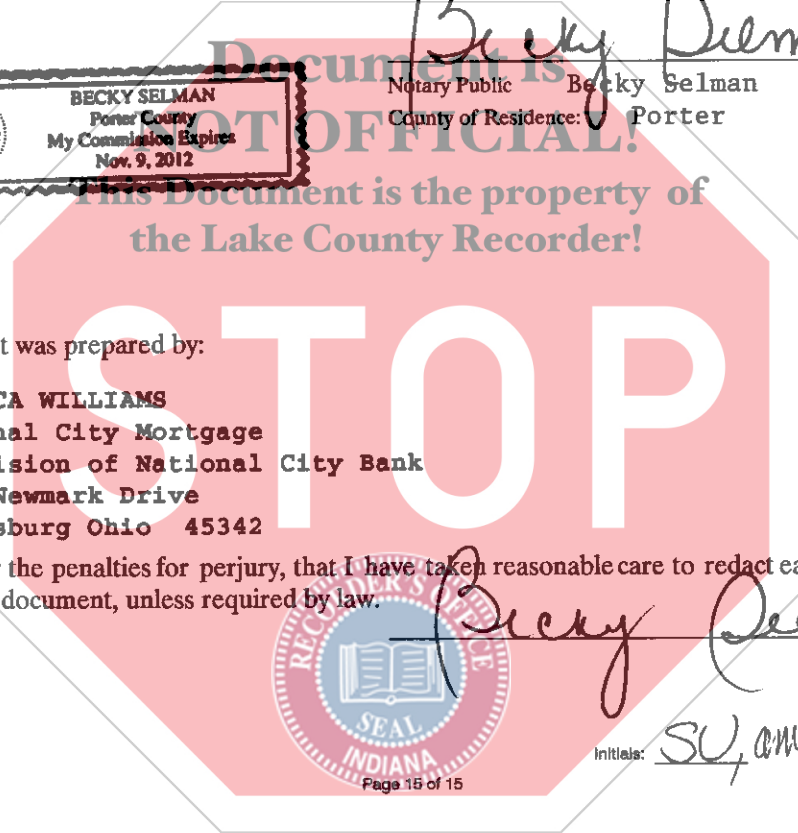 Becky
Document is
NOT OFFICIAL!
This Document is the property of
the Lake County Recorder!
BECKY SELMAN
Porter County
My Commission Expires
Nov. 9, 2012
Notary Public Becky Selman
County of Residence: Porter
STOP
t was prepared by:
CA WILLIAMS
nal City Mortgage
ision of National City Bank
Newmark Drive
sburg Ohio 45342
r the penalties for perjury, that I have taken reasonable care to redact ea
document, unless required by law.
Becky
RECORDER'S OFFICE
SEAL
INDIANA
Initials: SU, am
Page 15 of 15